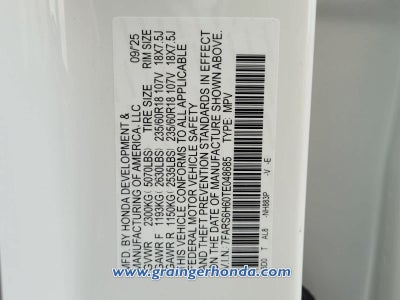 MFD. BY HONDA DEVELOPMENT & 09/25
MANUFACTURING OF AMERICA, LLC
TIRE SIZE RIM SIZE
GVWR 2300KG (5070LBS)
GAWR F 1193KG (2630LBS) 235/60R18 107V 18X7.5J
GAWR R 1150KG (2535LBS) 235/60R18 107V 18X7.5J
THIS VEHICLE CONFORMS TO ALL APPLICABLE
FEDERAL MOTOR VEHICLE SAFETY
AND THEFT PREVENTION STANDARDS IN EFFECT
ON THE DATE OF MANUFACTURE SHOWN ABOVE.
V.I.N.:7FARS6H60TE048685 TYPE: MPV
T AL8 NH883P -V -E
www.graingerhonda.com